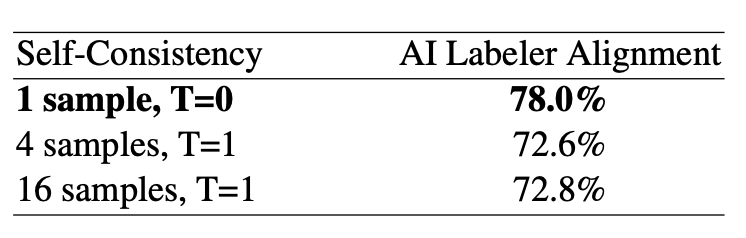 Self-Consistency AI Labeler Alignment
1 sample, T=0 78.0%
4 samples, T=1 72.6%
16 samples, T=1 72.8%